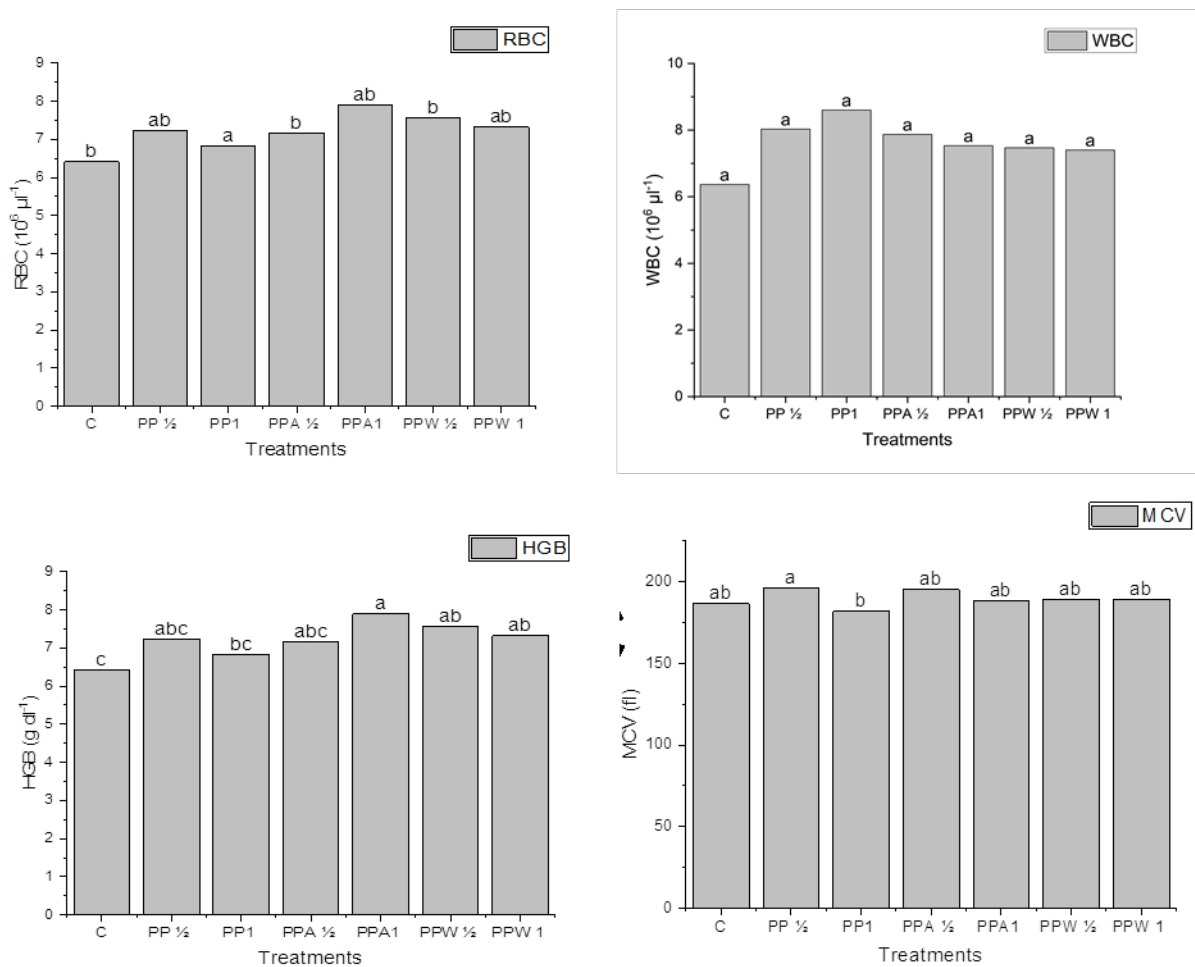 RBC
9
8
7
6
5
4
3
2
1
0
RBC (10⁶ µl⁻¹)
b
ab
a
b
ab
b
ab
C
PP ½
PP1
PPA ½
PPA1
PPW ½
PPW 1
Treatments
WBC
10
8
6
4
2
0
WBC (10⁶ µl⁻¹)
a
a
a
a
a
a
a
C
PP ½
PP1
PPA ½
PPA1
PPW ½
PPW 1
Treatments
HGB
9
8
7
6
5
4
3
2
1
0
HGB (g dl⁻¹)
c
abc
bc
abc
a
ab
ab
C
PP ½
PP1
PPA ½
PPA1
PPW ½
PPW 1
MCV
200
150
100
50
0
MCV (fl)
ab
a
b
ab
ab
ab
ab
C
PP ½
PP1
PPA ½
PPA1
PPW ½
PPW 1
Treatments